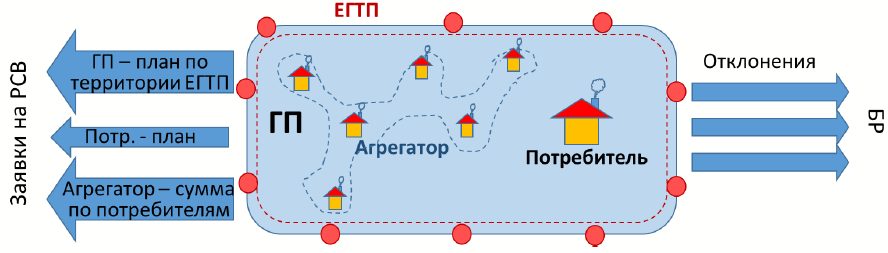 ЕГТП
Заявки на РСВ
ГП – план по
территории ЕГТП
Потр. - план
Агрегатор – сумма
по потребителям
ГП
Агрегатор
Потребитель
Отклонения
БР